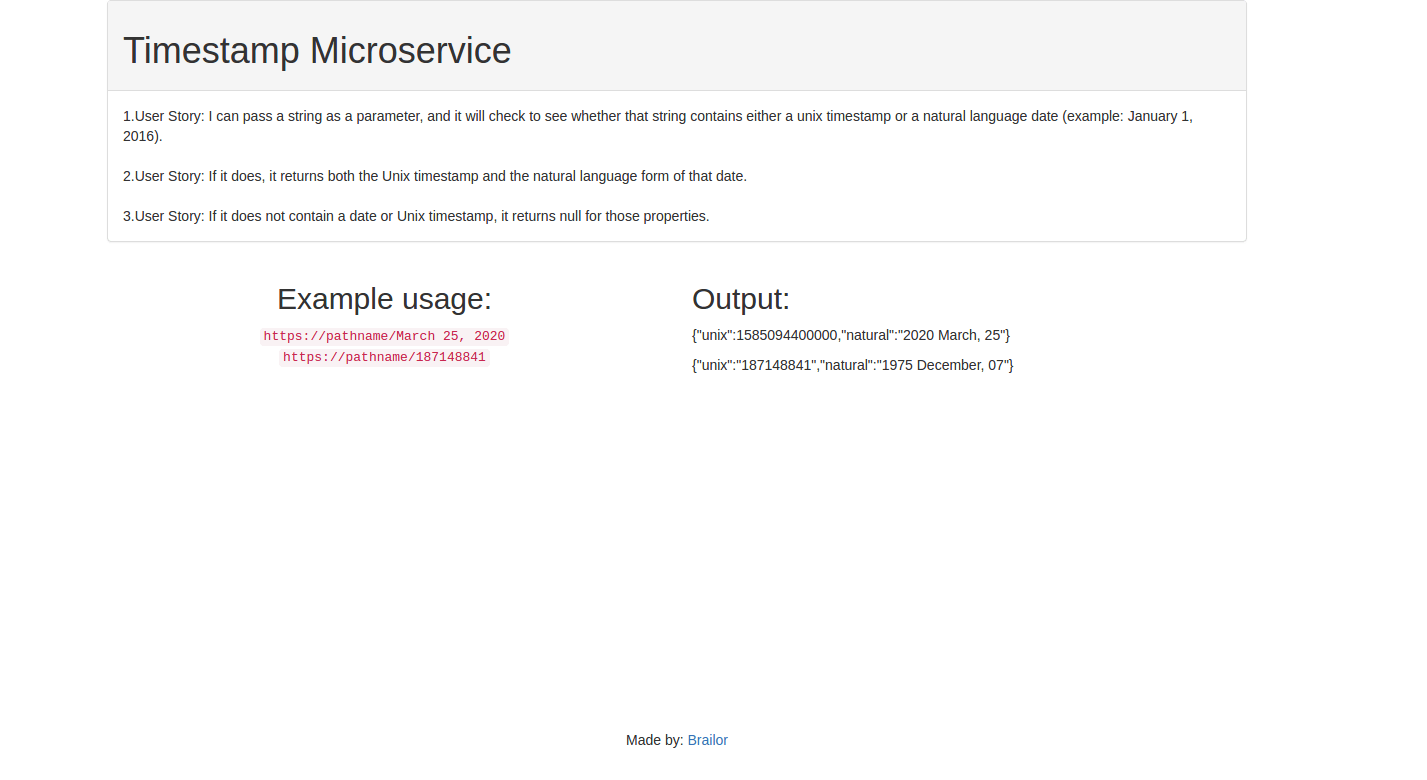 Timestamp Microservice
1.User Story: I can pass a string as a parameter, and it will check to see whether that string contains either a unix timestamp or a natural language date (example: January 1,
2016).
2.User Story: If it does, it returns both the Unix timestamp and the natural language form of that date.
3.User Story: If it does not contain a date or Unix timestamp, it returns null for those properties.
Example usage:
https://pathname/March 25, 2020
https://pathname/187148841
Output:
{"unix":1585094400000,"natural":"2020 March, 25"}
{"unix":"187148841","natural":"1975 December, 07"}
Made by: Brailor